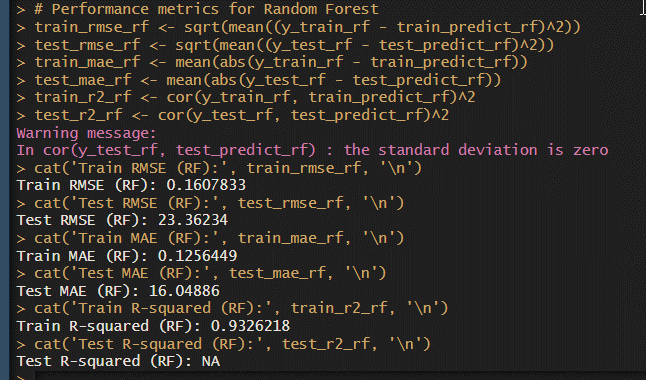 > # Performance metrics for Random Forest
> train_rmse_rf <- sqrt(mean((y_train_rf - train_predict_rf)^2))
> test_rmse_rf <- sqrt(mean((y_test_rf - test_predict_rf)^2))
> train_mae_rf <- mean(abs(y_train_rf - train_predict_rf))
> test_mae_rf <- mean(abs(y_test_rf - test_predict_rf))
> train_r2_rf <- cor(y_train_rf, train_predict_rf)^2
> test_r2_rf <- cor(y_test_rf, test_predict_rf)^2
Warning message:
In cor(y_test_rf, test_predict_rf) : the standard deviation is zero
> cat('Train RMSE (RF):', train_rmse_rf, '\n')
Train RMSE (RF): 0.1607833
> cat('Test RMSE (RF):', test_rmse_rf, '\n')
Test RMSE (RF): 23.36234
> cat('Train MAE (RF):', train_mae_rf, '\n')
Train MAE (RF): 0.1256449
> cat('Test MAE (RF):', test_mae_rf, '\n')
Test MAE (RF): 16.04886
> cat('Train R-squared (RF):', train_r2_rf, '\n')
Train R-squared (RF): 0.9326218
> cat('Test R-squared (RF):', test_r2_rf, '\n')
Test R-squared (RF): NA
>